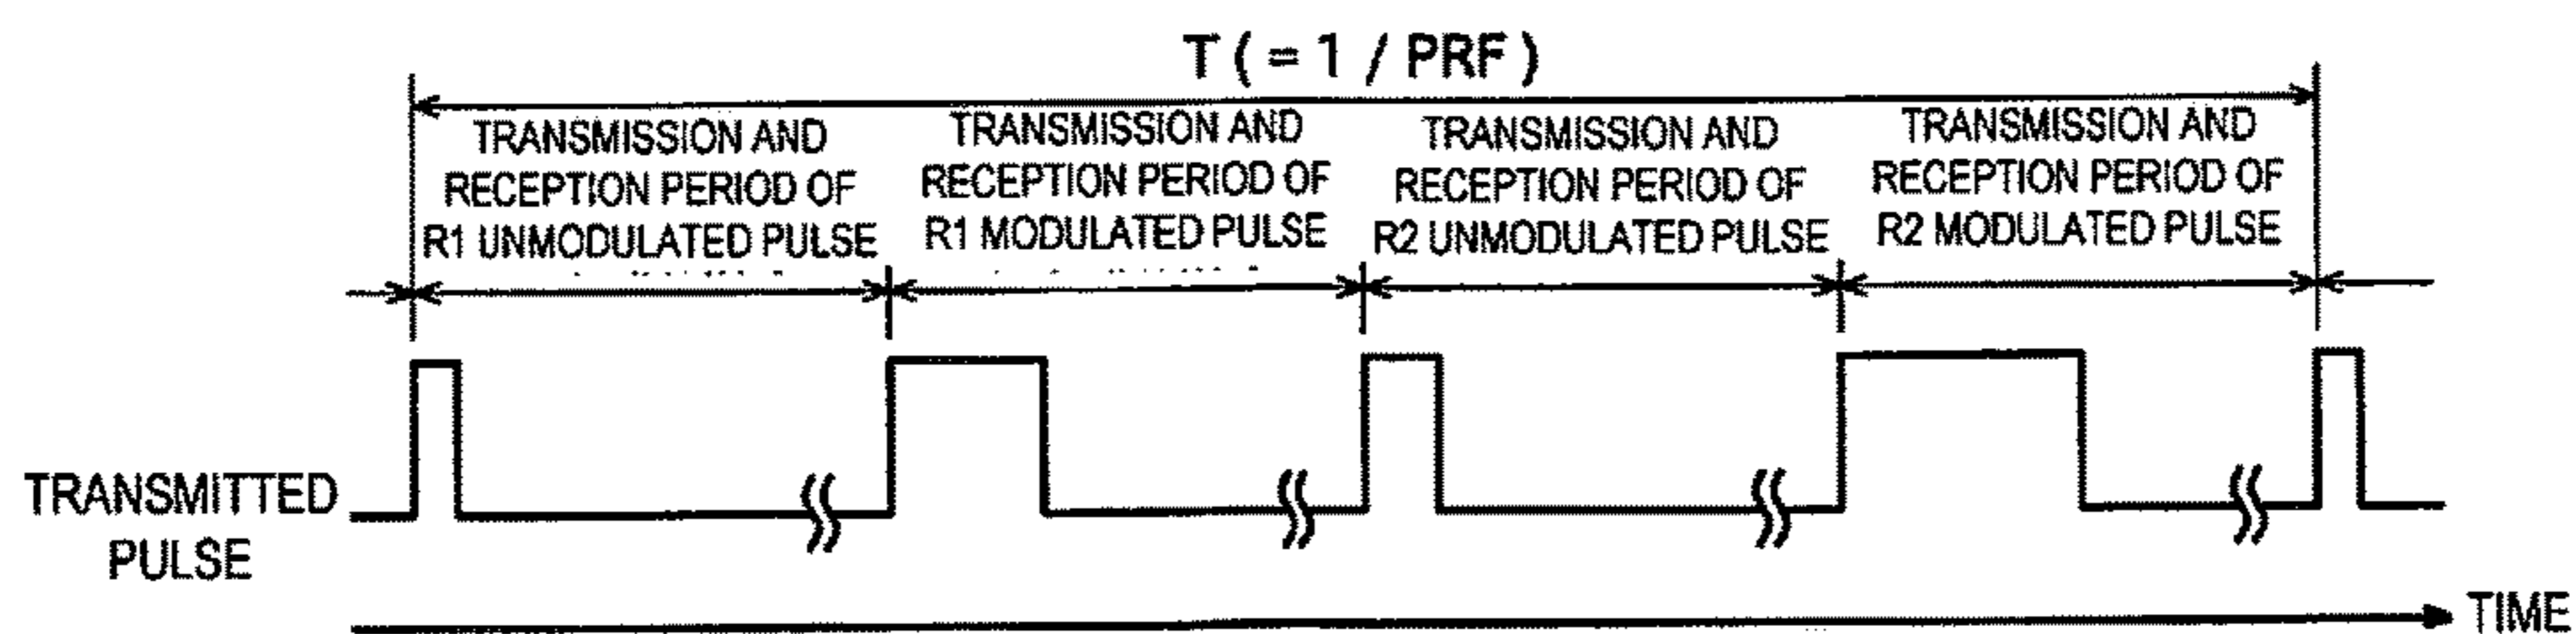 T ( = 1 / PRF )
TRANSMISSION AND
RECEPTION PERIOD OF
R1 UNMODULATED PULSE
TRANSMISSION AND
RECEPTION PERIOD OF
R1 MODULATED PULSE
TRANSMISSION AND
RECEPTION PERIOD OF
R2 UNMODULATED PULSE
TRANSMISSION AND
RECEPTION PERIOD OF
R2 MODULATED PULSE
TRANSMITTED
PULSE
TIME